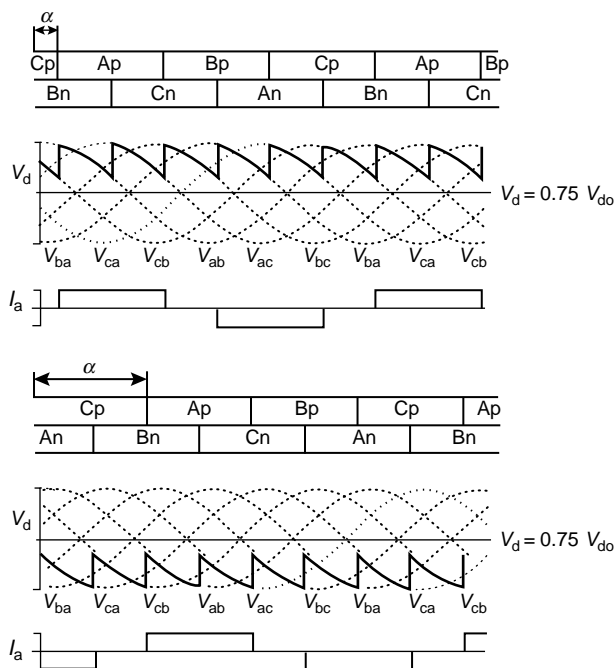 α
Cp Ap Bp Cp Ap Bp
Bn Cn An Bn Cn
Vd
Vd = 0.75 Vdo
Vba Vca Vcb Vab Vac Vbc Vba Vca Vcb
Ia
α
Cp Ap Bp Cp Ap
An Bn Cn An Bn
Vd
Vd = 0.75 Vdo
Vba Vca Vcb Vab Vac Vbc Vba Vca Vcb
Ia